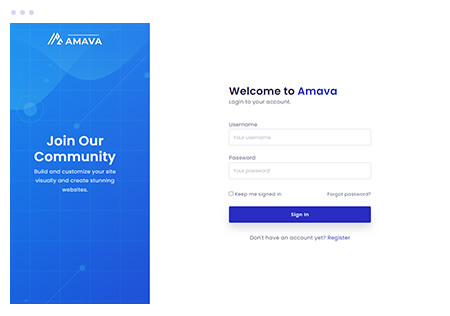 AMAVA
Join Our
Community
Build and customize your site
visually and create stunning
websites.
Welcome to Amava
Login to your account.
Username
Your username
Password
Your password
Keep me signed in
Forgot password?
Sign In
Don't have an account yet? Register